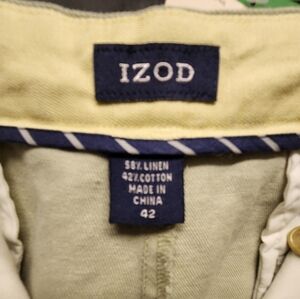 IZOD
58% LINEN
42% COTTON
MADE IN
CHINA
42